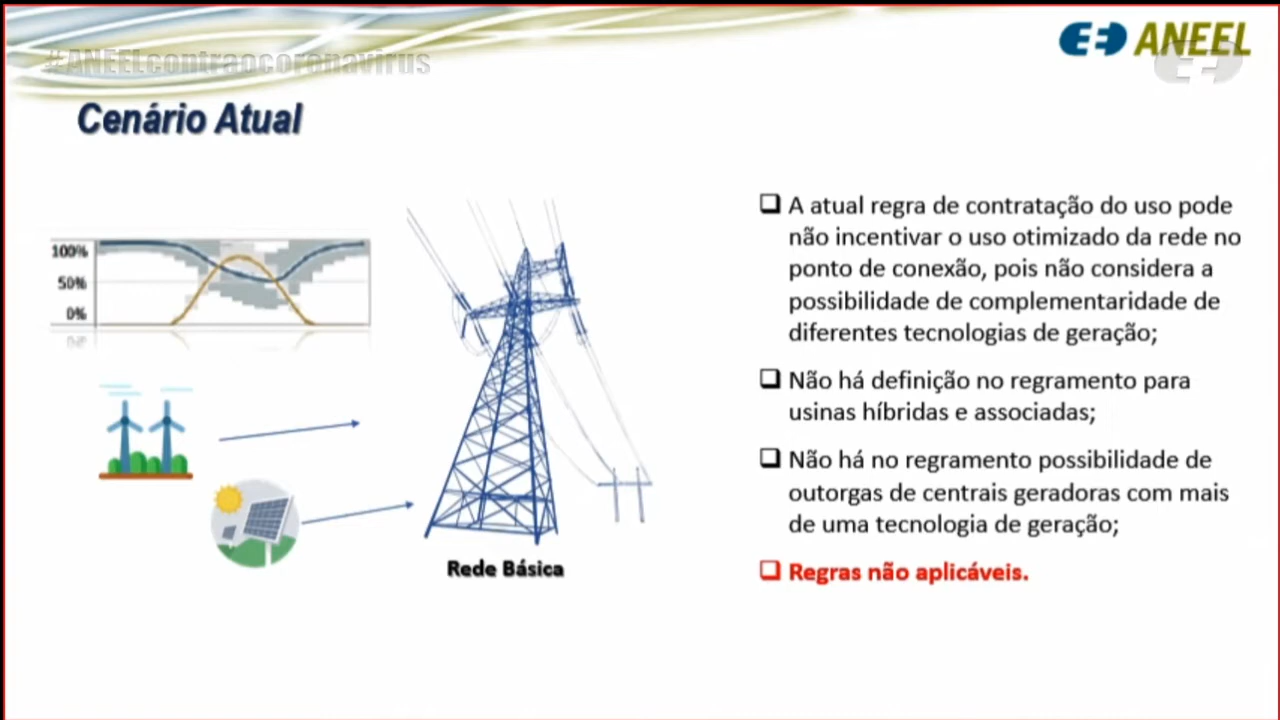 #ANEELcontraocoronavirus
ANEEL
Cenário Atual
100%
50%
0%
A atual regra de contratação do uso pode
não incentivar o uso otimizado da rede no
ponto de conexão, pois não considera a
possibilidade de complementaridade de
diferentes tecnologias de geração;
Não há definição no regramento para
usinas híbridas e associadas;
Não há no regramento possibilidade de
outorgas de centrais geradoras com mais
de uma tecnologia de geração;
Regras não aplicáveis.
Rede Básica